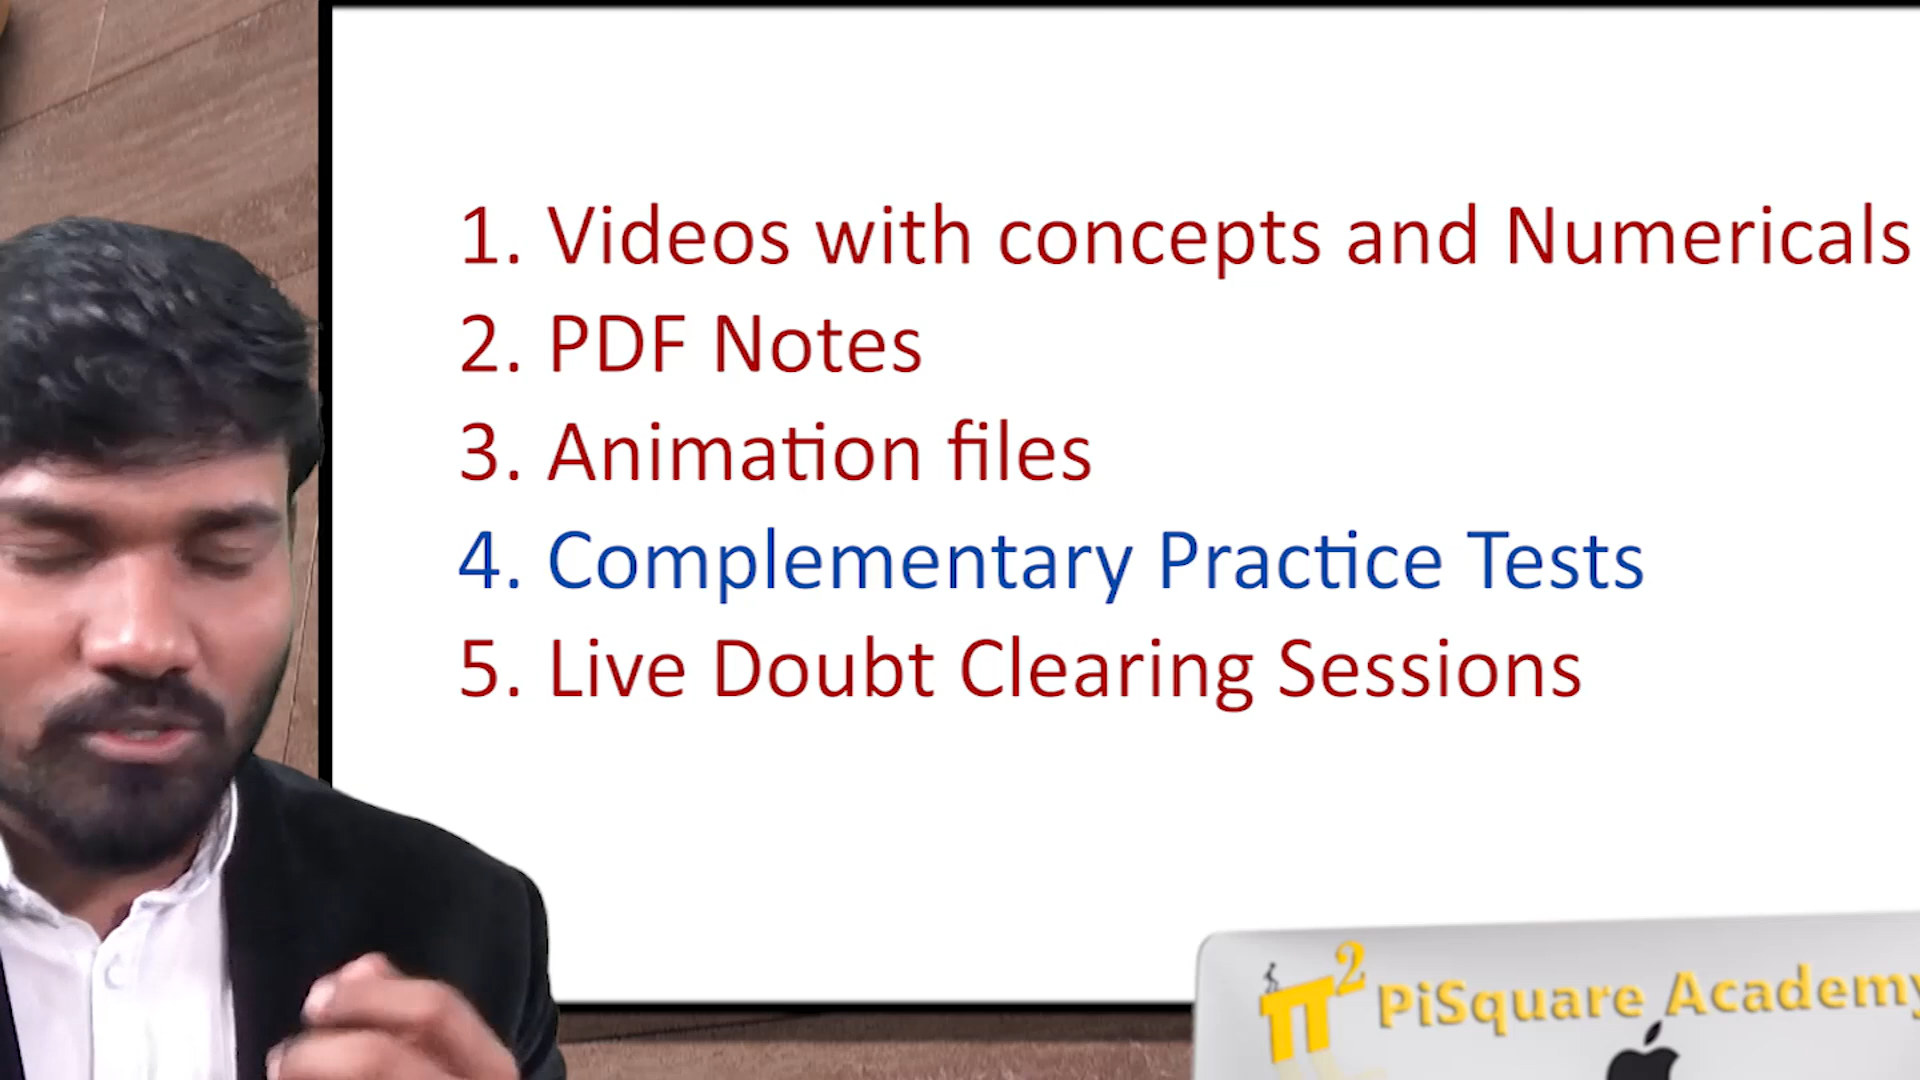 1. Videos with concepts and Numericals
2. PDF Notes
3. Animation files
4. Complementary Practice Tests
5. Live Doubt Clearing Sessions
π²
PiSquare Academy